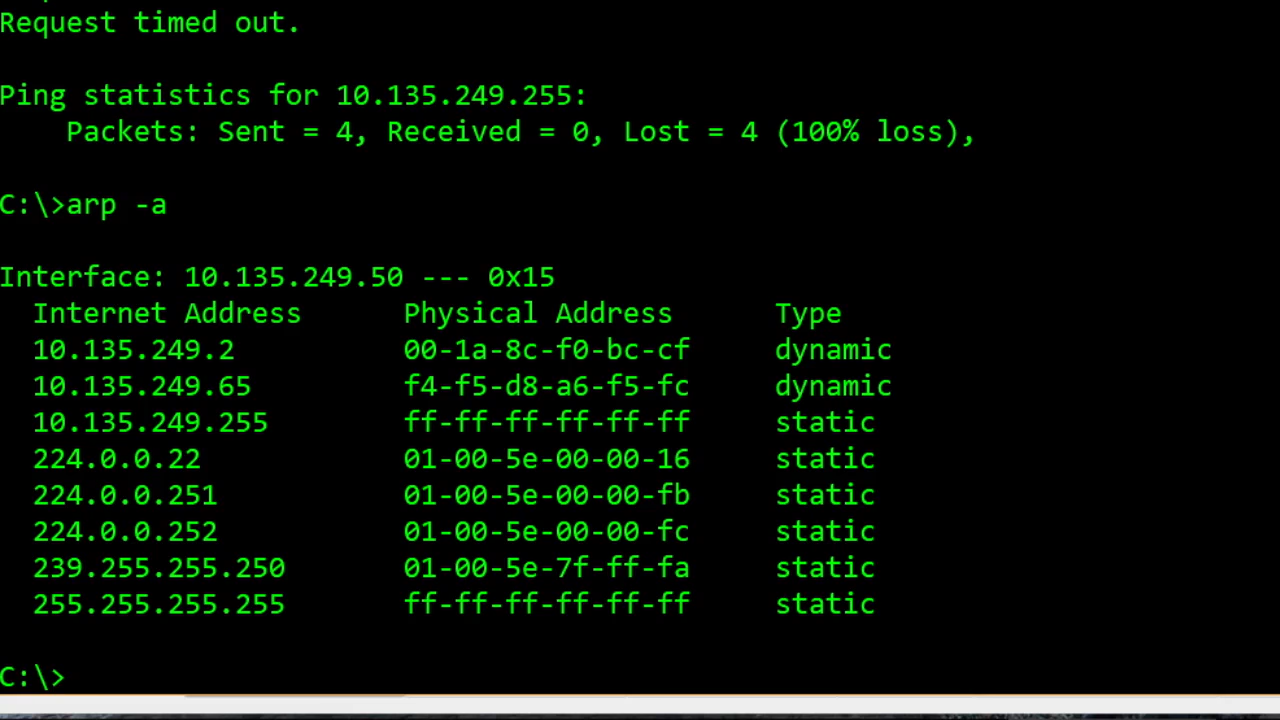 Request timed out.
Ping statistics for 10.135.249.255:
    Packets: Sent = 4, Received = 0, Lost = 4 (100% loss),
C:\>arp -a
Interface: 10.135.249.50 --- 0x15
  Internet Address      Physical Address      Type
  10.135.249.2          00-1a-8c-f0-bc-cf     dynamic
  10.135.249.65         f4-f5-d8-a6-f5-fc     dynamic
  10.135.249.255        ff-ff-ff-ff-ff-ff     static
  224.0.0.22            01-00-5e-00-00-16     static
  224.0.0.251           01-00-5e-00-00-fb     static
  224.0.0.252           01-00-5e-00-00-fc     static
  239.255.255.250       01-00-5e-7f-ff-fa     static
  255.255.255.255       ff-ff-ff-ff-ff-ff     static
C:\>